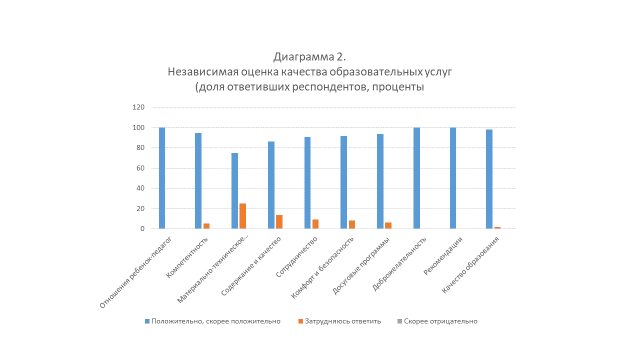 Диаграмма 2.
Независимая оценка качества образовательных услуг
(доля ответивших респондентов, проценты
120
100
80
60
40
20
0
Отношения ребенок-педагог
Компетентность
Материально-техническое...
Содержание и качество
Сотрудничество
Комфорт и безопасность
Досуговые программы
Доброжелательность
Рекомендации
Качество образования
Положительно, скорее положительно
Затрудняюсь ответить
Скорее отрицательно